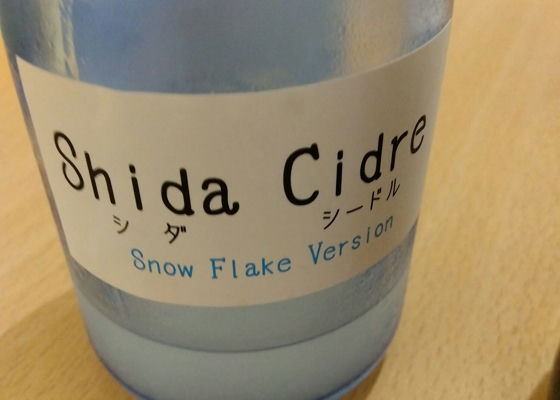 Shida Cidre
シダ シードル
Snow Flake Version